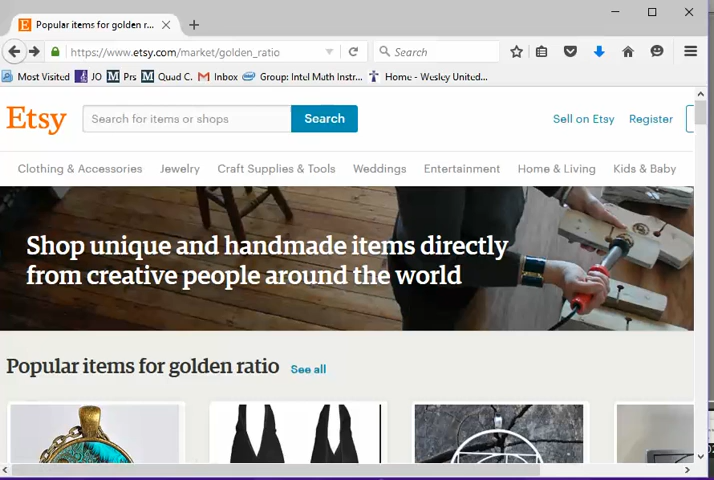 Popular items for golden r...
https://www.etsy.com/market/golden_ratio
Search
Most Visited JO Prs Quad C. Inbox Group: Intel Math Instr... Home - Wesley United...
Etsy Search for items or shops Search Sell on Etsy Register
Clothing & Accessories Jewelry Craft Supplies & Tools Weddings Entertainment Home & Living Kids & Baby
Shop unique and handmade items directly
from creative people around the world
Popular items for golden ratio See all